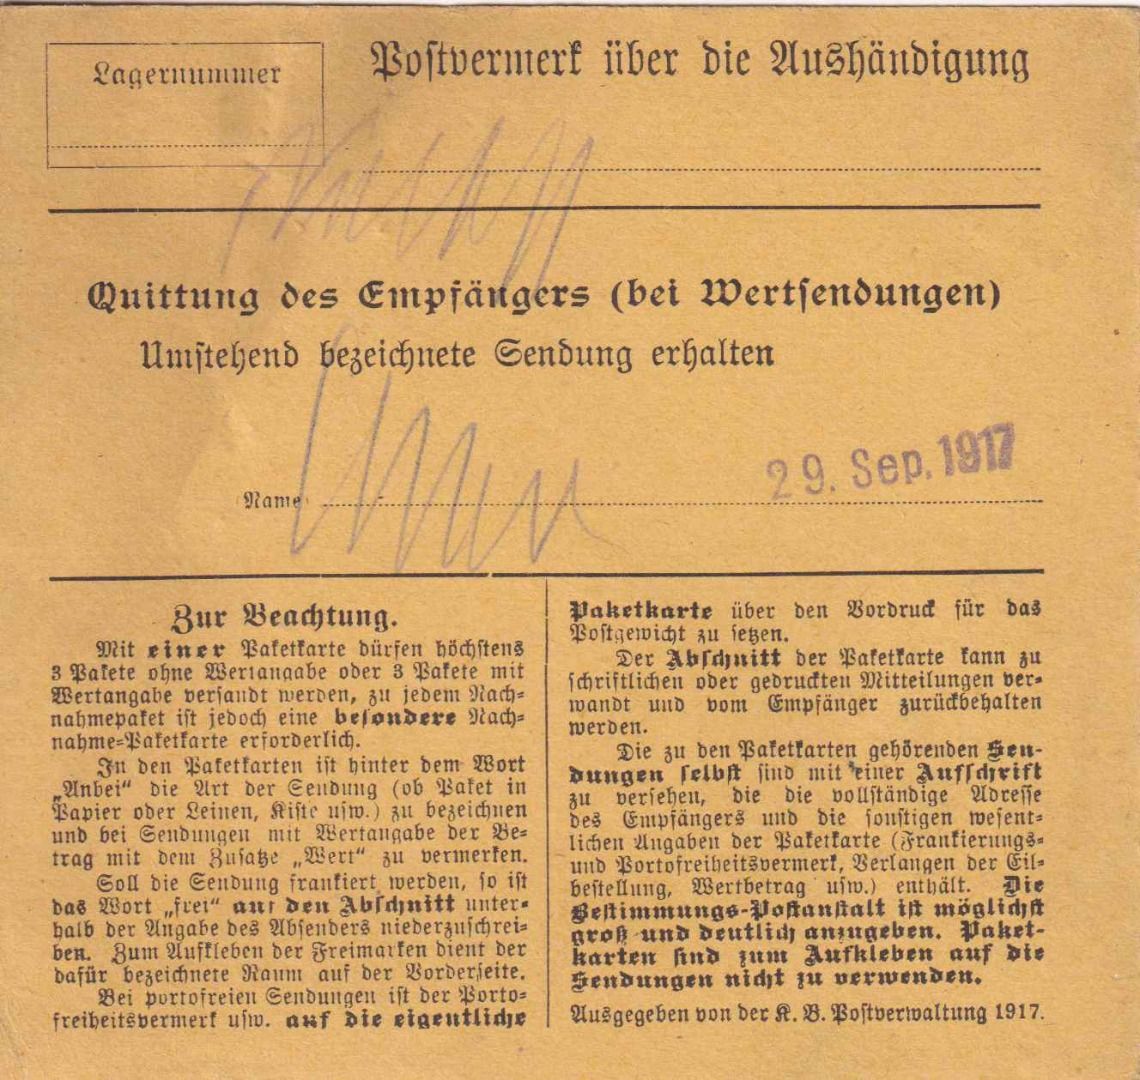 Lagernummer
Postvermerk über die Aushändigung
Quittung des Empfängers (bei Wertsendungen)
Umstehend bezeichnete Sendung erhalten
(Name)
29. Sep. 1917
Zur Beachtung.
Mit einer Paketkarte dürfen höchstens
3 Pakete ohne Wertangabe oder 3 Pakete mit
Wertangabe versandt werden, zu jedem Nach-
nahmepaket ist jedoch eine besondere Nach-
nahme-Paketkarte erforderlich.
In den Paketkarten ist hinter dem Wort
„Anbei“ die Art der Sendung (ob Paket in
Papier oder Leinen, Kiste usw.) zu bezeichnen
und bei Sendungen mit Wertangabe der Be-
trag mit dem Zusatze „Wert“ zu vermerken.
Soll die Sendung frankiert werden, so ist
das Wort „frei“ auf den Abschnitt unter-
halb der Angabe des Absenders niederzuschrei-
ben. Zum Aufkleben der Freimarken dient der
dafür bezeichnete Raum auf der Vorderseite.
Bei portofreien Sendungen ist der Porto-
freiheitsvermerk usw. auf die eigentliche
Paketkarte über den Vordruck für das
Postgewicht zu setzen.
Der Abschnitt der Paketkarte kann zu
schriftlichen oder gedruckten Mitteilungen ver-
wandt und vom Empfänger zurückbehalten
werden.
Die zu den Paketkarten gehörenden Sen-
dungen selbst sind mit einer Aufschrift
zu versehen, die die vollständige Adresse
des Empfängers und die sonstigen wesent-
lichen Angaben der Paketkarte (Frankierungs-
und Portofreiheitsvermerk, Verlangen der Eil-
bestellung, Wertbetrag usw.) enthält. Die
Bestimmungs-Postanstalt ist möglichst
groß und deutlich anzugeben. Paket-
karten sind zum Aufkleben auf die
Sendungen nicht zu verwenden.
Ausgegeben von der K. B. Postverwaltung 1917.